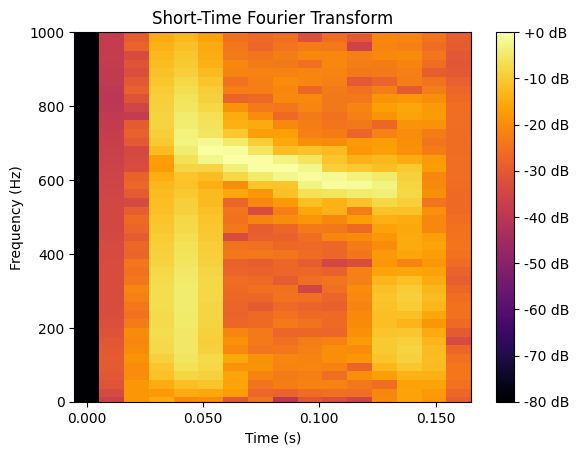 Short-Time Fourier Transform
Frequency (Hz)
1000
800
600
400
200
0
0.000
0.050
0.100
0.150
Time (s)
+0 dB
-10 dB
-20 dB
-30 dB
-40 dB
-50 dB
-60 dB
-70 dB
-80 dB